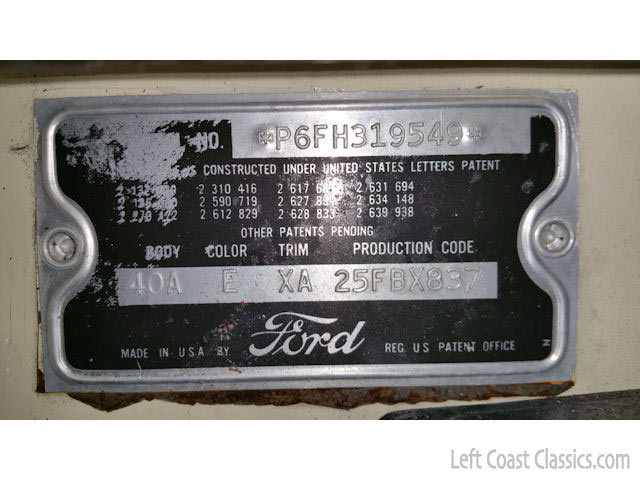 NO. *P6FH319549*
CONSTRUCTED UNDER UNITED STATES LETTERS PATENT
2 310 416 2 631 694
2 590 719 2 634 148
2 612 829 2 628 833 2 639 938
OTHER PATENTS PENDING
BODY COLOR TRIM PRODUCTION CODE
40A E XA 25FBX837
MADE IN U.S.A BY Ford REG. US PATENT OFFICE
N
Left Coast Classics.com